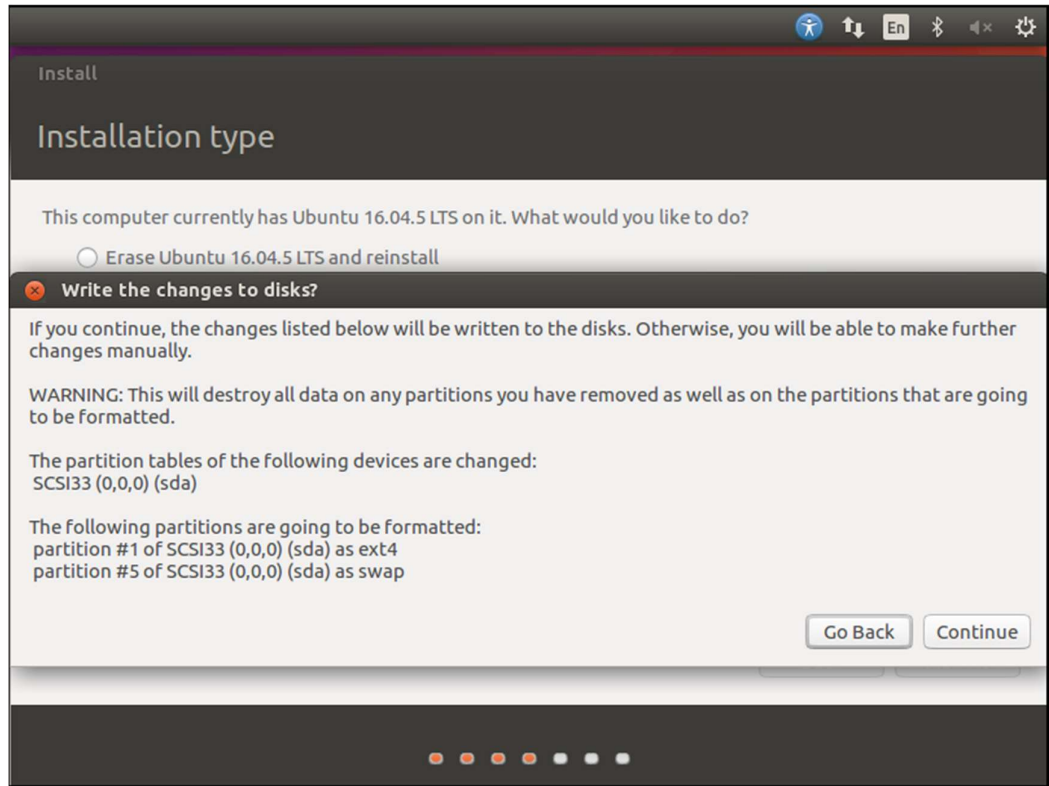 En
Install
Installation type
This computer currently has Ubuntu 16.04.5 LTS on it. What would you like to do?
Erase Ubuntu 16.04.5 LTS and reinstall
Write the changes to disks?
If you continue, the changes listed below will be written to the disks. Otherwise, you will be able to make further
changes manually.
WARNING: This will destroy all data on any partitions you have removed as well as on the partitions that are going
to be formatted.
The partition tables of the following devices are changed:
SCSI33 (0,0,0) (sda)
The following partitions are going to be formatted:
partition #1 of SCSI33 (0,0,0) (sda) as ext4
partition #5 of SCSI33 (0,0,0) (sda) as swap
Go Back
Continue